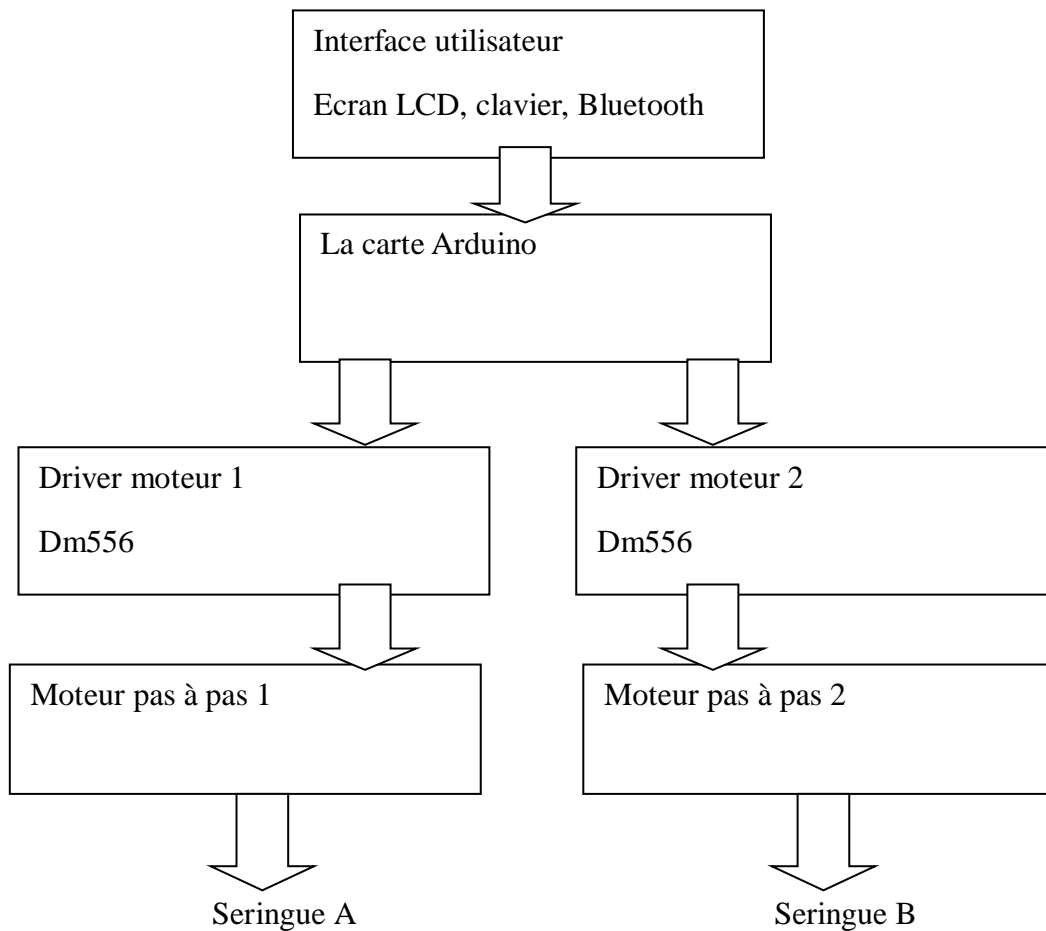 Interface utilisateur
Ecran LCD, clavier, Bluetooth
La carte Arduino
Driver moteur 1
Dm556
Driver moteur 2
Dm556
Moteur pas à pas 1
Moteur pas à pas 2
Seringue A
Seringue B